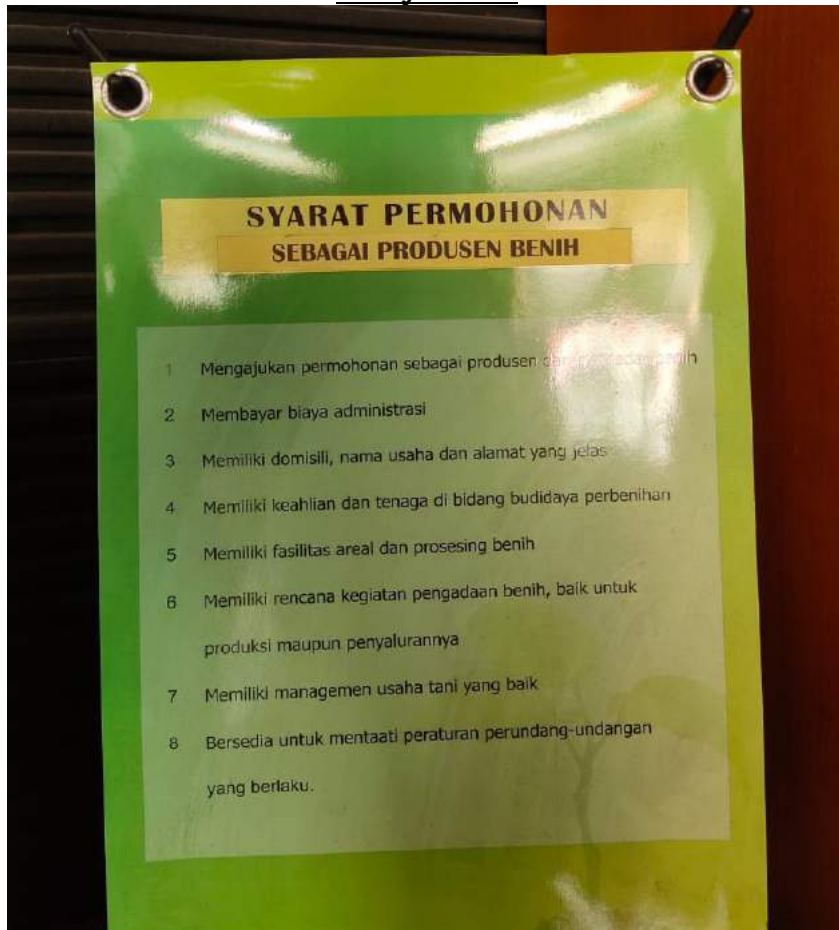 SYARAT PERMOHONAN
SEBAGAI PRODUSEN BENIH
1 Mengajukan permohonan sebagai produsen dan benih
2 Membayar biaya administrasi
3 Memiliki domisili, nama usaha dan alamat yang jelas
4 Memiliki keahlian dan tenaga di bidang budidaya perbenihan
5 Memiliki fasilitas areal dan prosesing benih
6 Memiliki rencana kegiatan pengadaan benih, baik untuk
produksi maupun penyalurannya
7 Memiliki managemen usaha tani yang baik
8 Bersedia untuk mentaati peraturan perundang-undangan
yang berlaku.